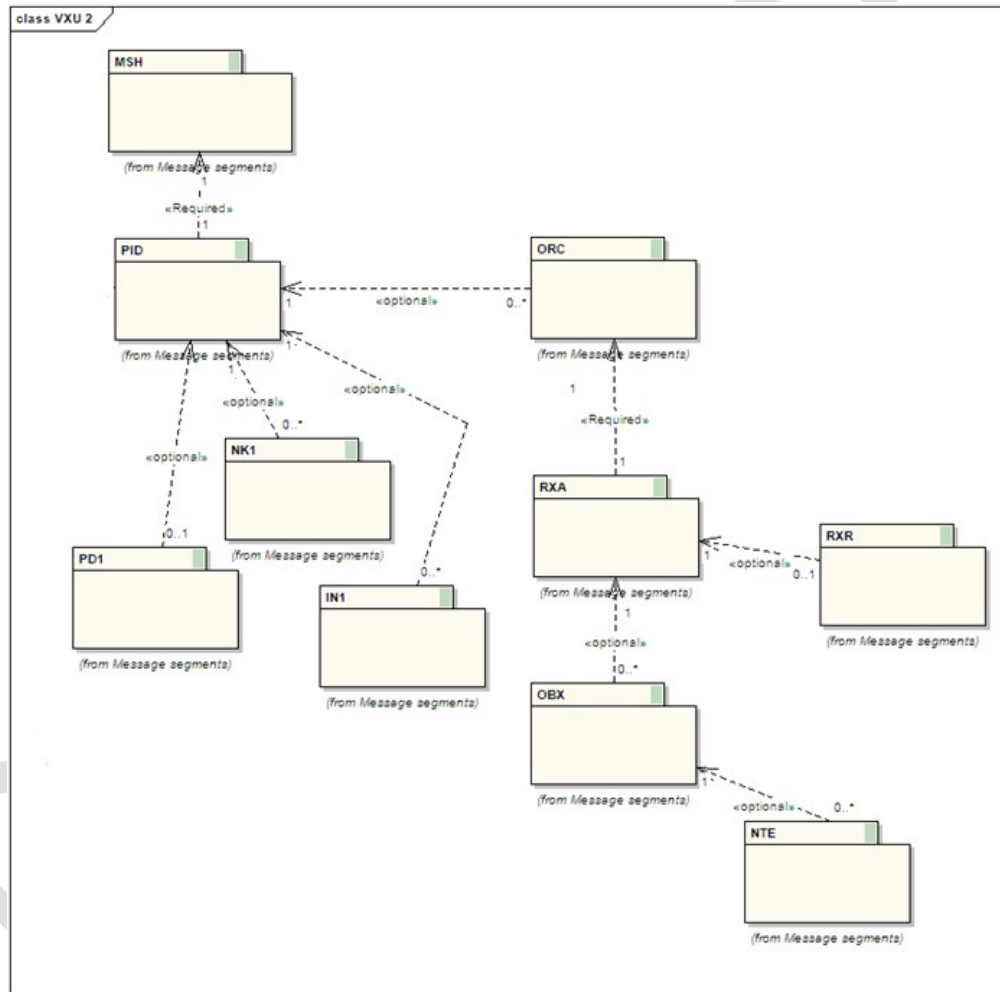 class VXU 2
MSH
(from Message segments)
1
«Required»
1
PID
(from Message segments)
ORC
(from Message segments)
1
«optional»
0..*
1
«optional»
1
«optional»
0..*
NK1
(from Message segments)
«optional»
0..1
PD1
(from Message segments)
0..*
IN1
(from Message segments)
1
«Required»
1
RXA
(from Message segments)
1
«optional»
0..1
RXR
(from Message segments)
1
«optional»
0..*
OBX
(from Message segments)
1
«optional»
0..*
NTE
(from Message segments)